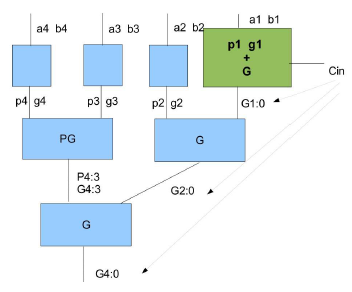 a4 b4
a3 b3
a2 b2
a1 b1
p1 g1
+
G
Cin
p4 g4
p3 g3
p2 g2
G1:0
PG
G
P4:3
G4:3
G2:0
G
G4:0